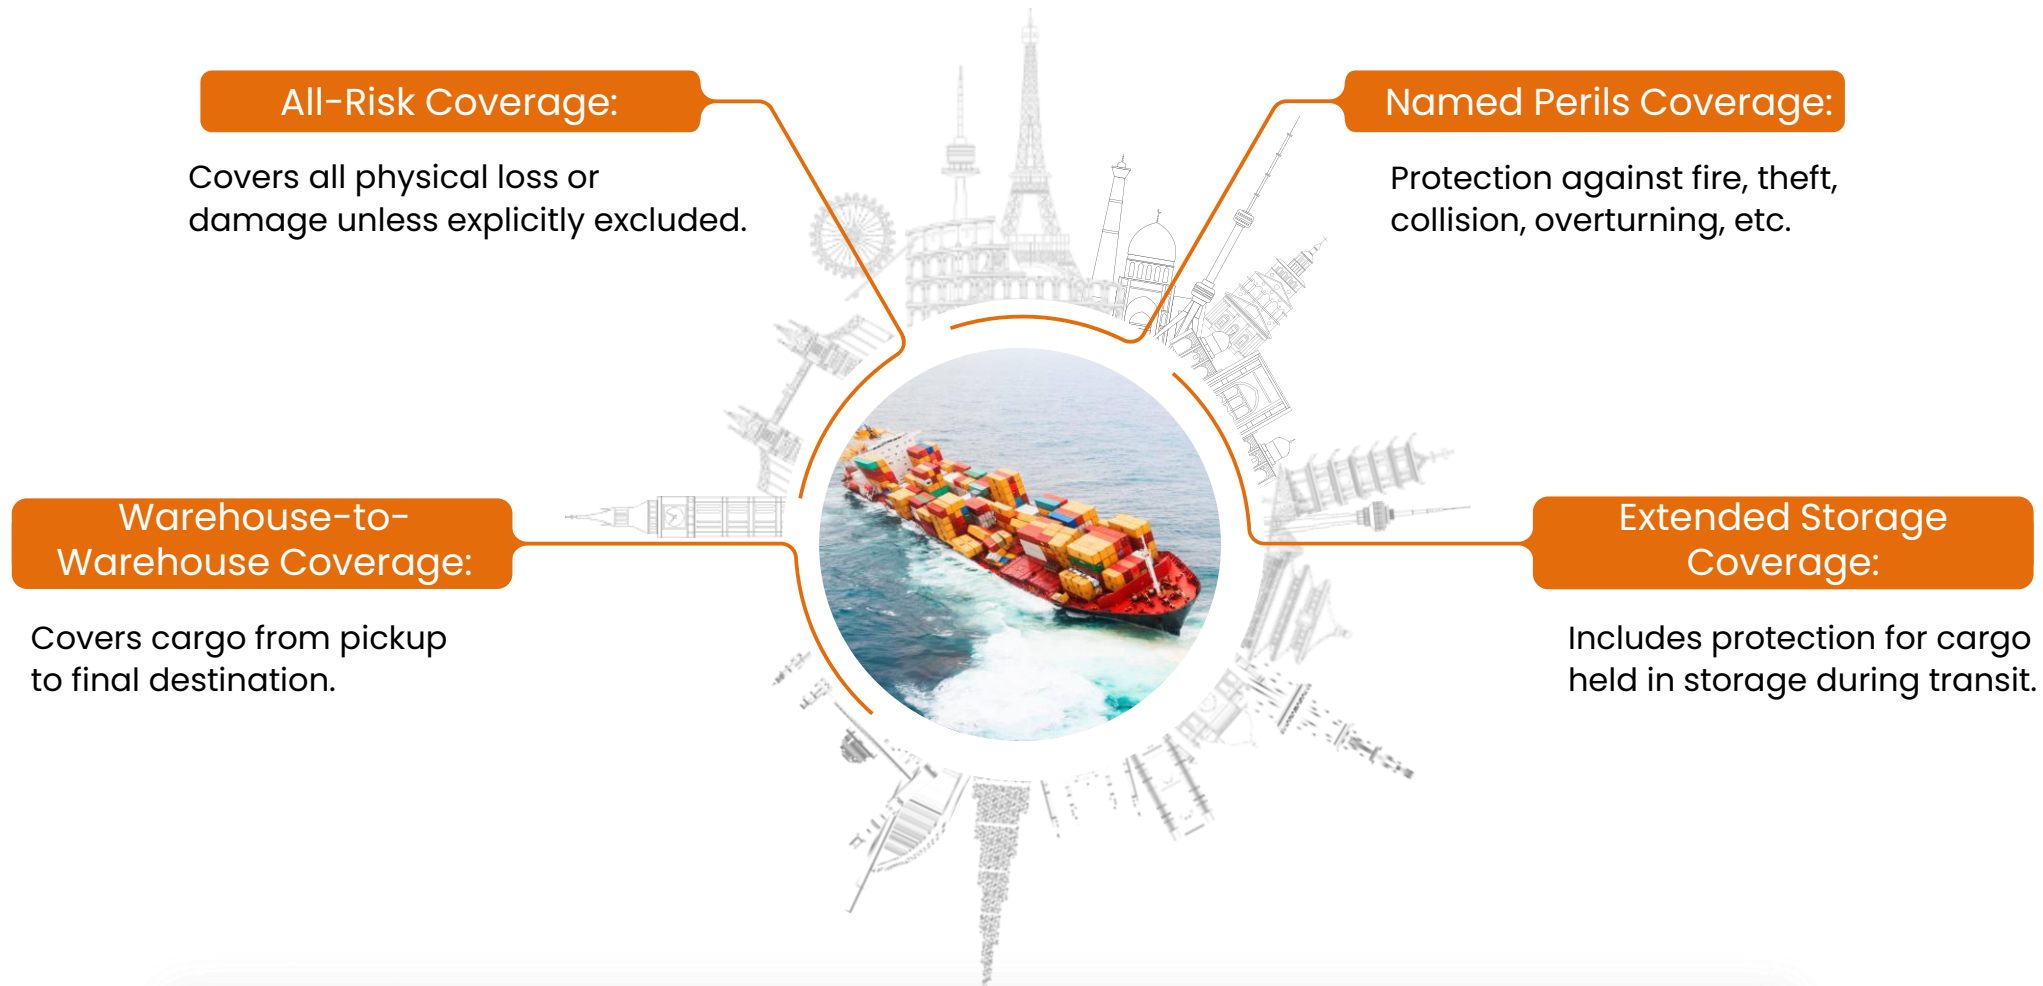 All-Risk Coverage:
Covers all physical loss or
damage unless explicitly excluded.
Named Perils Coverage:
Protection against fire, theft,
collision, overturning, etc.
Warehouse-to-
Warehouse Coverage:
Covers cargo from pickup
to final destination.
Extended Storage
Coverage:
Includes protection for cargo
held in storage during transit.